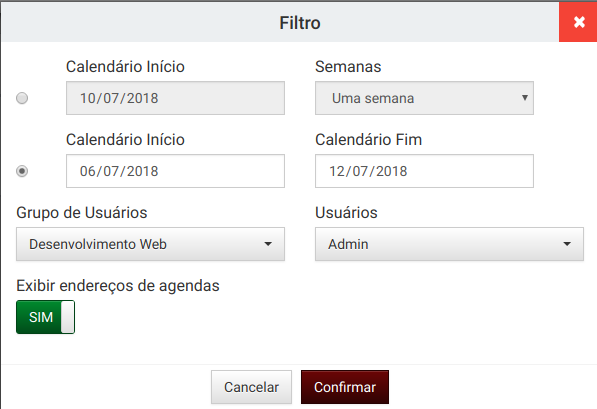 Filtro
Calendário Início Semanas
10/07/2018 Uma semana
Calendário Início Calendário Fim
06/07/2018 12/07/2018
Grupo de Usuários Usuários
Desenvolvimento Web Admin
Exibir endereços de agendas
SIM
Cancelar Confirmar